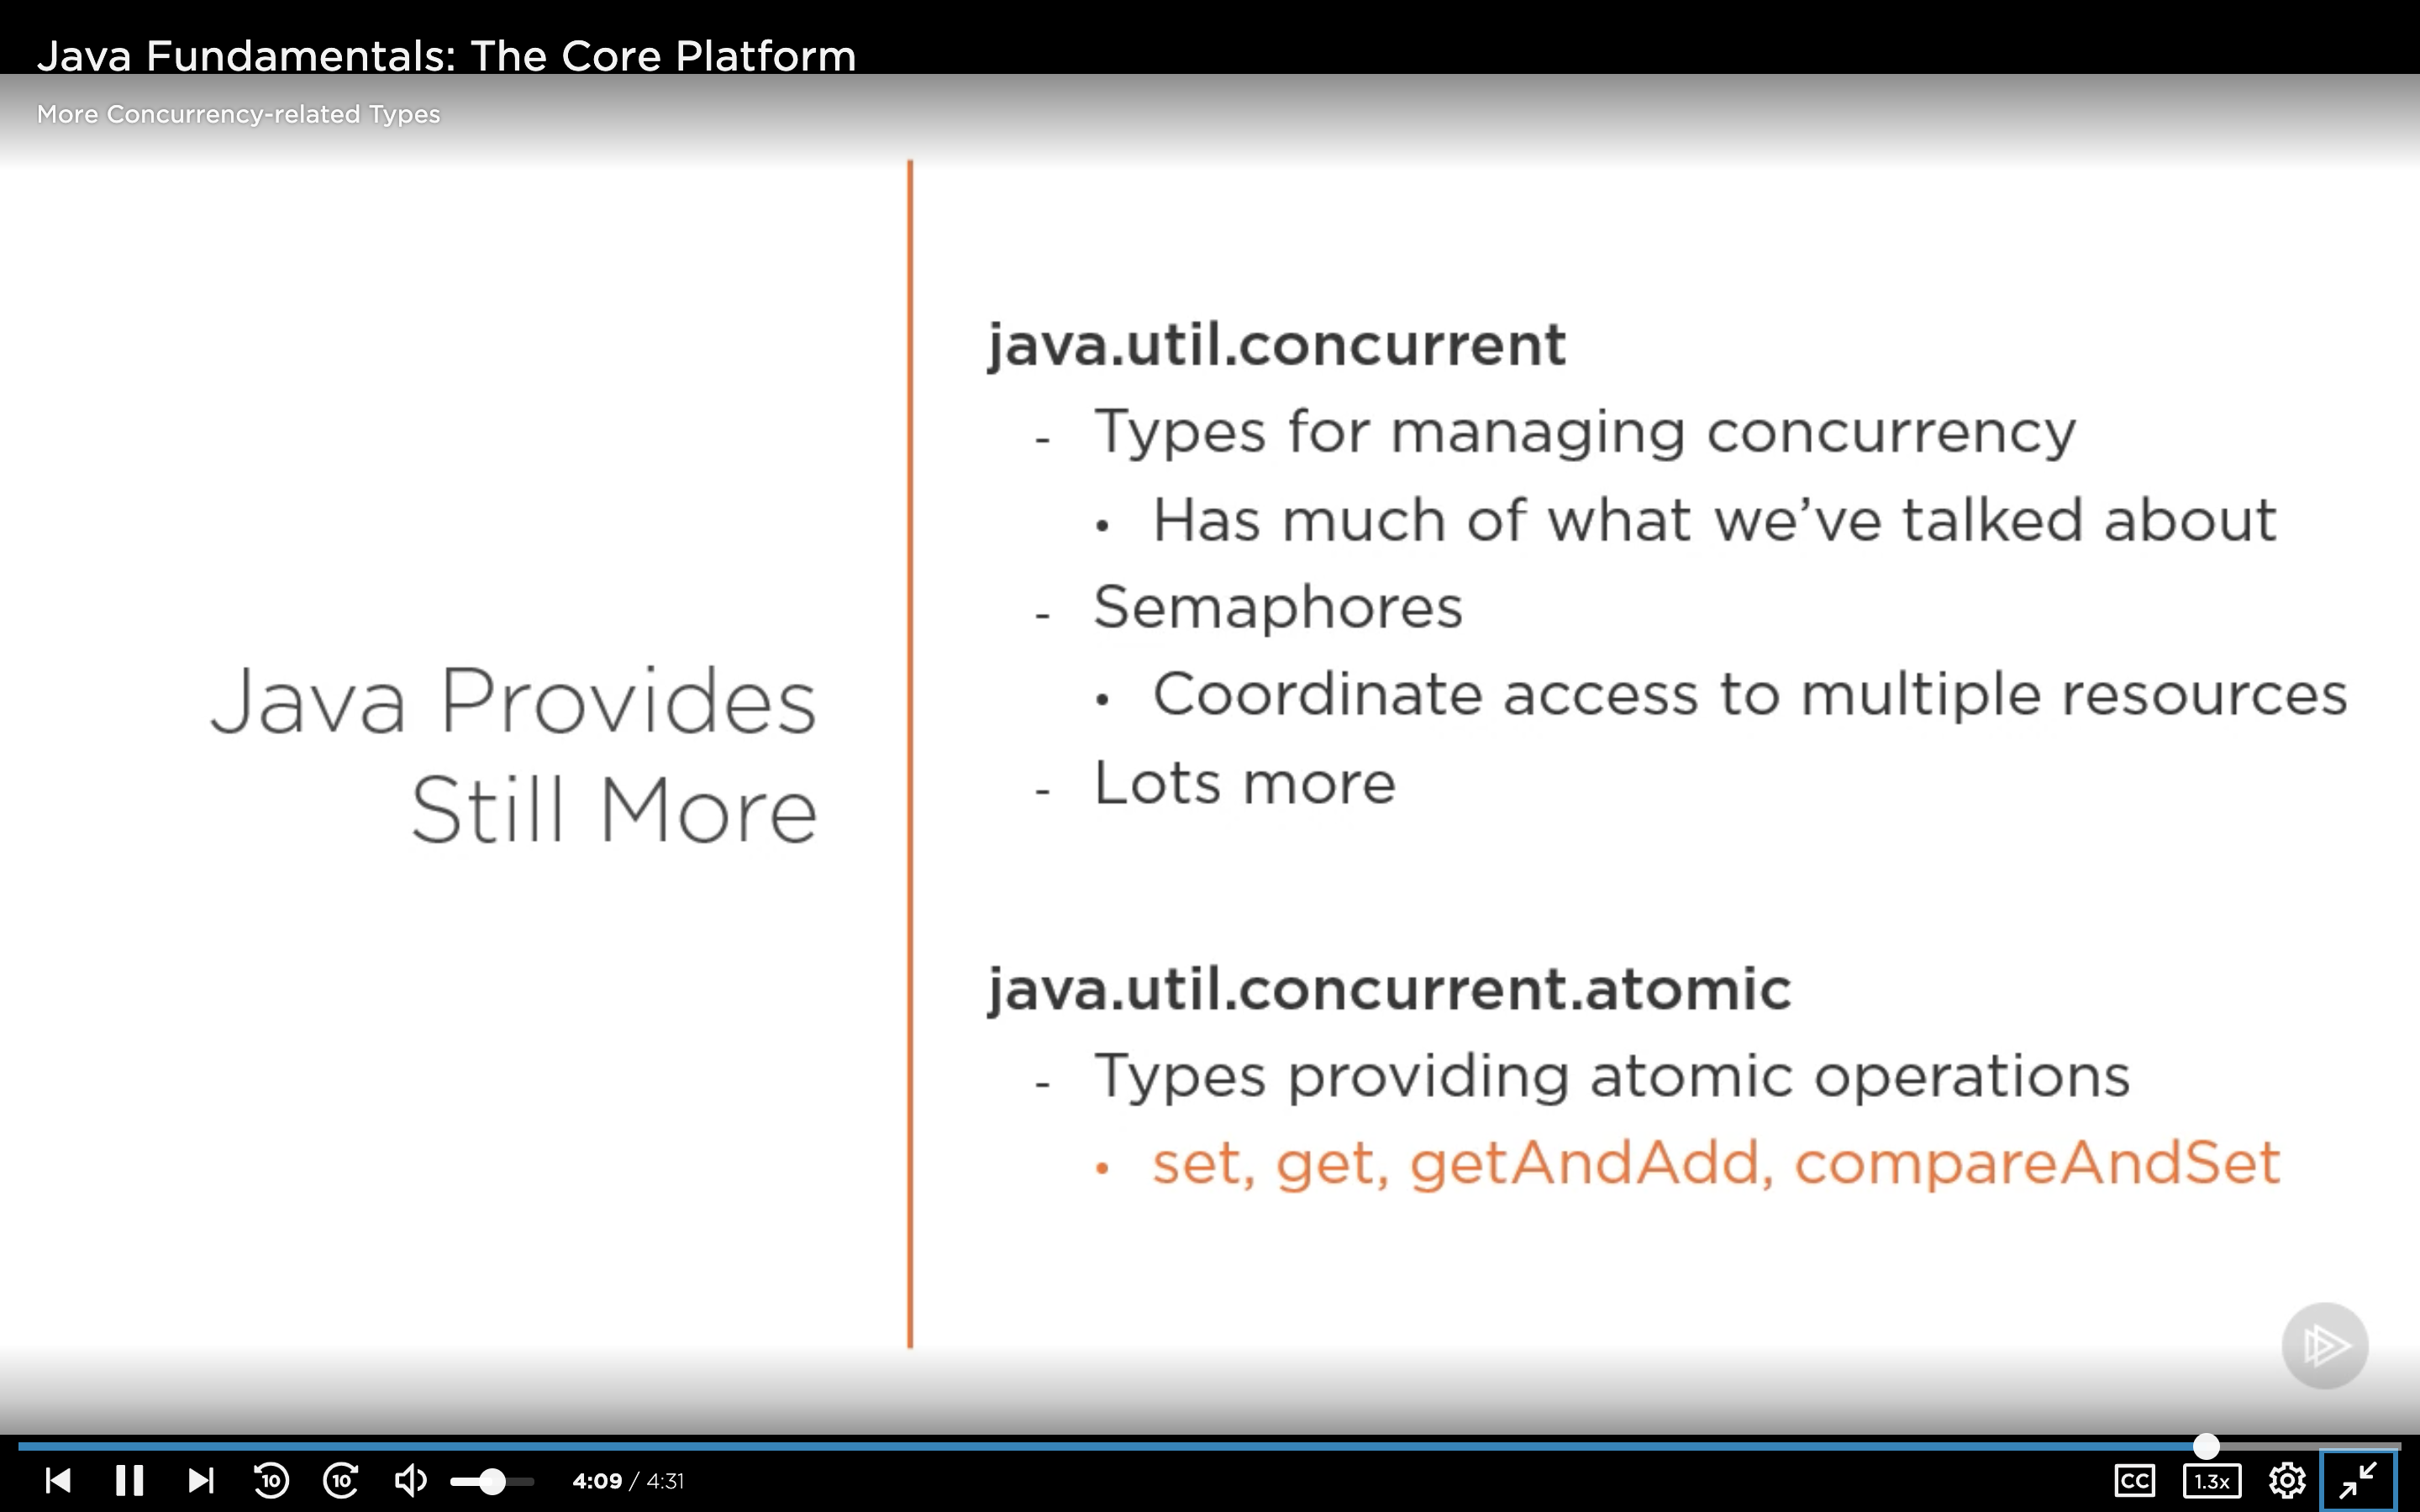 Java Fundamentals: The Core Platform
More Concurrency-related Types
Java Provides
Still More
java.util.concurrent
- Types for managing concurrency
• Has much of what we’ve talked about
- Semaphores
• Coordinate access to multiple resources
- Lots more
java.util.concurrent.atomic
- Types providing atomic operations
• set, get, getAndAdd, compareAndSet
10 10 4:09 / 4:31 CC 1.3x